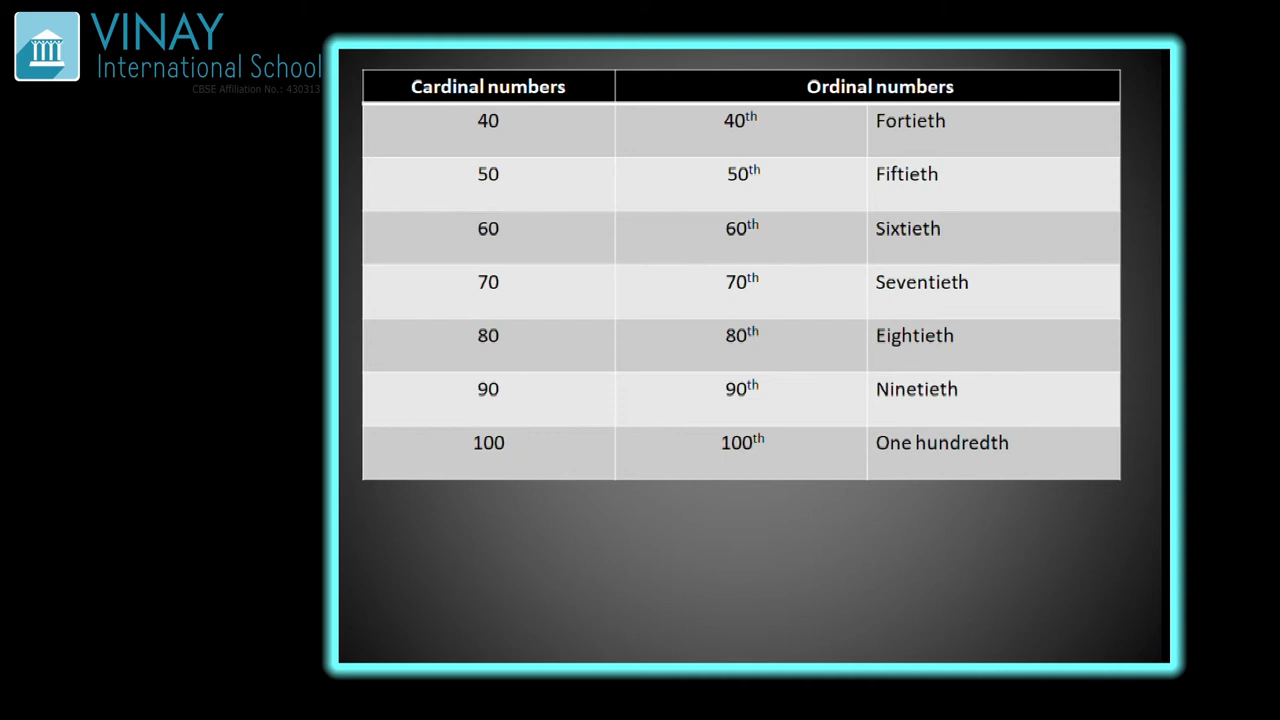 VINAY
International School
CBSE Affiliation No.: 430313
Cardinal numbers Ordinal numbers
40 40th Fortieth
50 50th Fiftieth
60 60th Sixtieth
70 70th Seventieth
80 80th Eightieth
90 90th Ninetieth
100 100th One hundredth